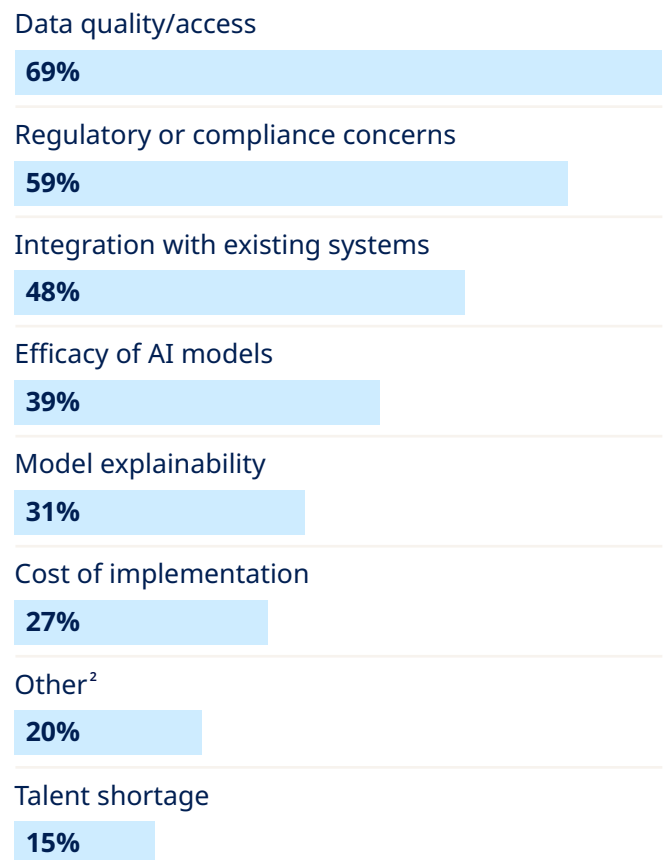 Data quality/access
69%
Regulatory or compliance concerns
59%
Integration with existing systems
48%
Efficacy of AI models
39%
Model explainability
31%
Cost of implementation
27%
Other²
20%
Talent shortage
15%